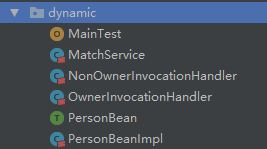 dynamic
MainTest
MatchService
NonOwnerInvocationHandler
OwnerInvocationHandler
PersonBean
PersonBeanImpl